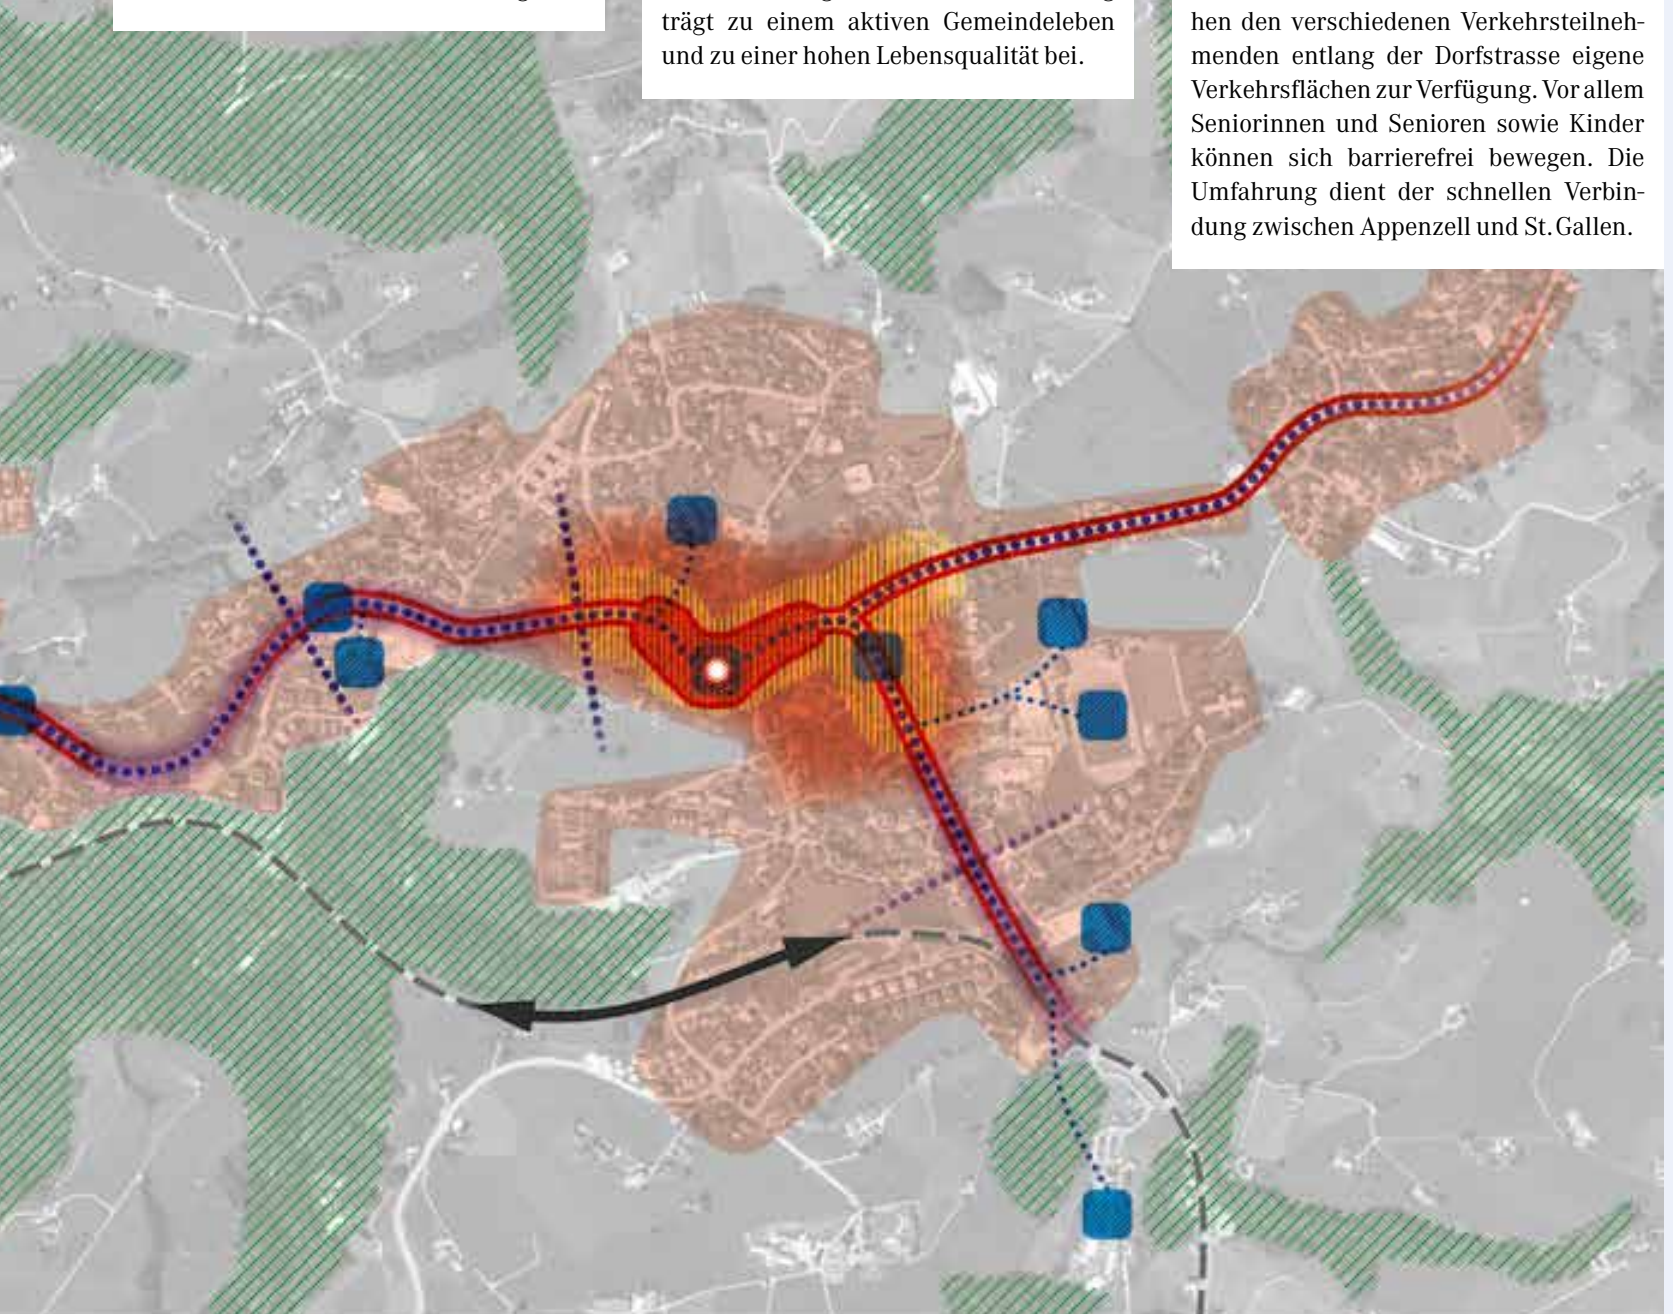 trägt zu einem aktiven Gemeindeleben
und zu einer hohen Lebensqualität bei.
hen den verschiedenen Verkehrsteilneh-
menden entlang der Dorfstrasse eigene
Verkehrsflächen zur Verfügung. Vor allem
Seniorinnen und Senioren sowie Kinder
können sich barrierefrei bewegen. Die
Umfahrung dient der schnellen Verbin-
dung zwischen Appenzell und St. Gallen.